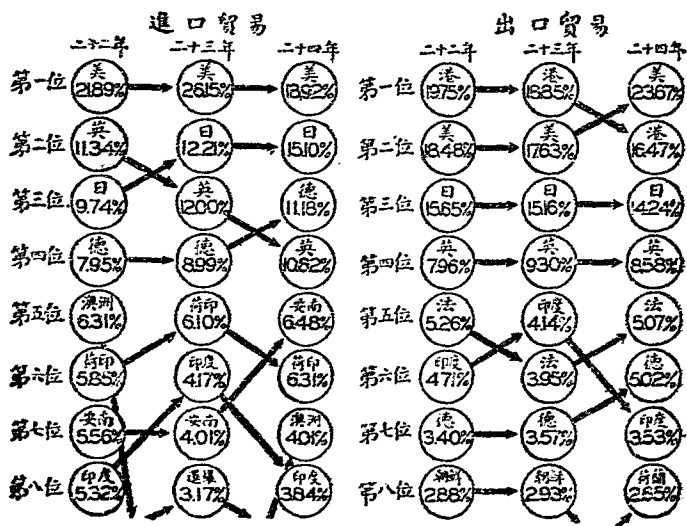 進口貿易 出口貿易
二十二年 二十三年 二十四年 二十二年 二十三年 二十四年
第一位 美 21.89% 美 26.15% 美 18.92% 第一位 港 19.75% 港 18.85% 美 23.67%
第二位 英 11.34% 日 12.21% 日 15.10% 第二位 美 18.48% 美 17.63% 港 16.47%
第三位 日 9.74% 英 12.00% 德 11.18% 第三位 日 15.65% 日 15.16% 日 14.24%
第四位 德 7.95% 德 8.99% 英 10.62% 第四位 英 7.96% 英 9.30% 英 8.58%
第五位 澳洲 6.31% 荷印 6.10% 安南 6.48% 第五位 法 5.26% 印度 4.14% 法 5.07%
第六位 荷印 5.85% 印度 4.17% 荷印 6.31% 第六位 印度 4.71% 法 3.95% 德 5.02%
第七位 安南 5.56% 安南 4.01% 澳洲 4.01% 第七位 德 3.40% 德 3.57% 印度 3.53%
第八位 印度 5.32% 暹羅 3.17% 印度 3.84% 第八位 朝鮮 2.88% 朝鮮 2.93% 荷蘭 2.65%